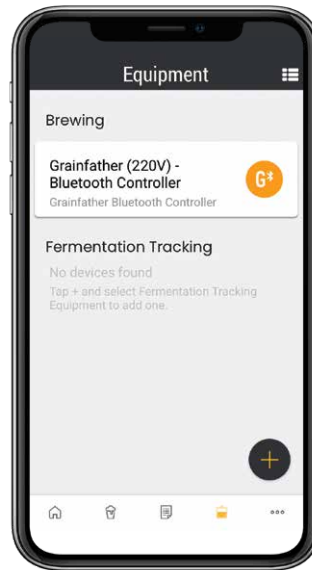 Equipment
Brewing
Grainfather (220V) -
Bluetooth Controller
Grainfather Bluetooth Controller
G
Fermentation Tracking
No devices found
Tap + and select Fermentation Tracking
Equipment to add one.
+